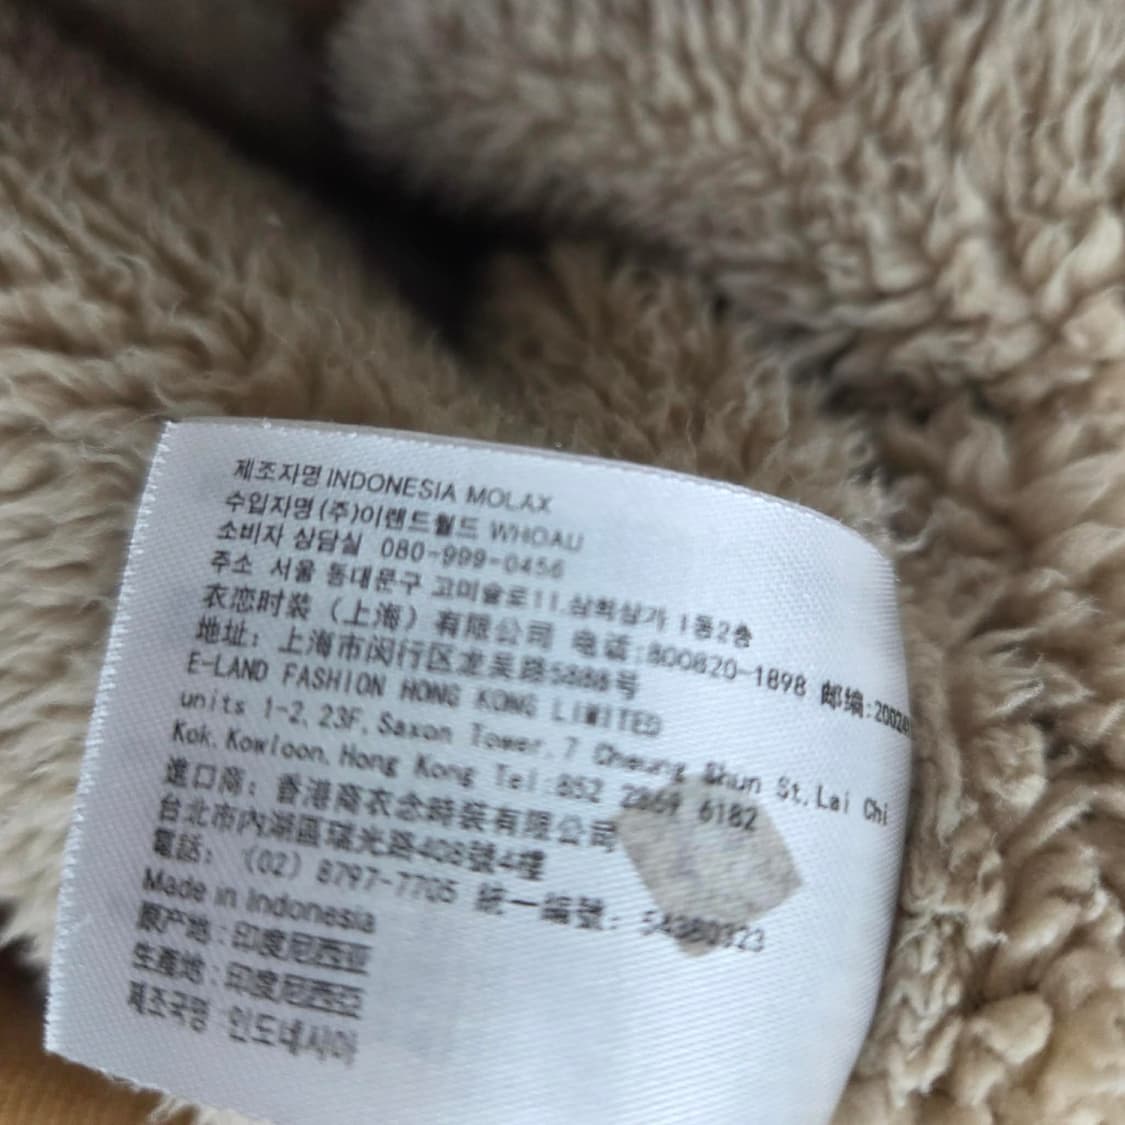 제조자명 INDONESIA MOLAX
수입자명 (주)이랜드월드 WHOAU
소비자 상담실 080-999-0456
주소 서울 동대문구 고미술로11, 삼희상가 1동2층
衣恋时装（上海）有限公司 电话:800820-1898 邮编:
地址: 上海市闵行区龙吴路5888号
E-LAND FASHION HONG KONG LIMITED
units 1-2, 23F, Saxon Tower, 7 Cheung Shun St, Lai Chi
Kok, Kowloon, Hong Kong Tel:852 2869 6182
進口商: 香港商衣念時裝有限公司
台北市內湖區瑞光路408號4樓
電話: (02) 8797-7705 統一編號:
Made in Indonesia
原产地:印度尼西亚
生產地:印度尼西亞
제조국명:인도네시아